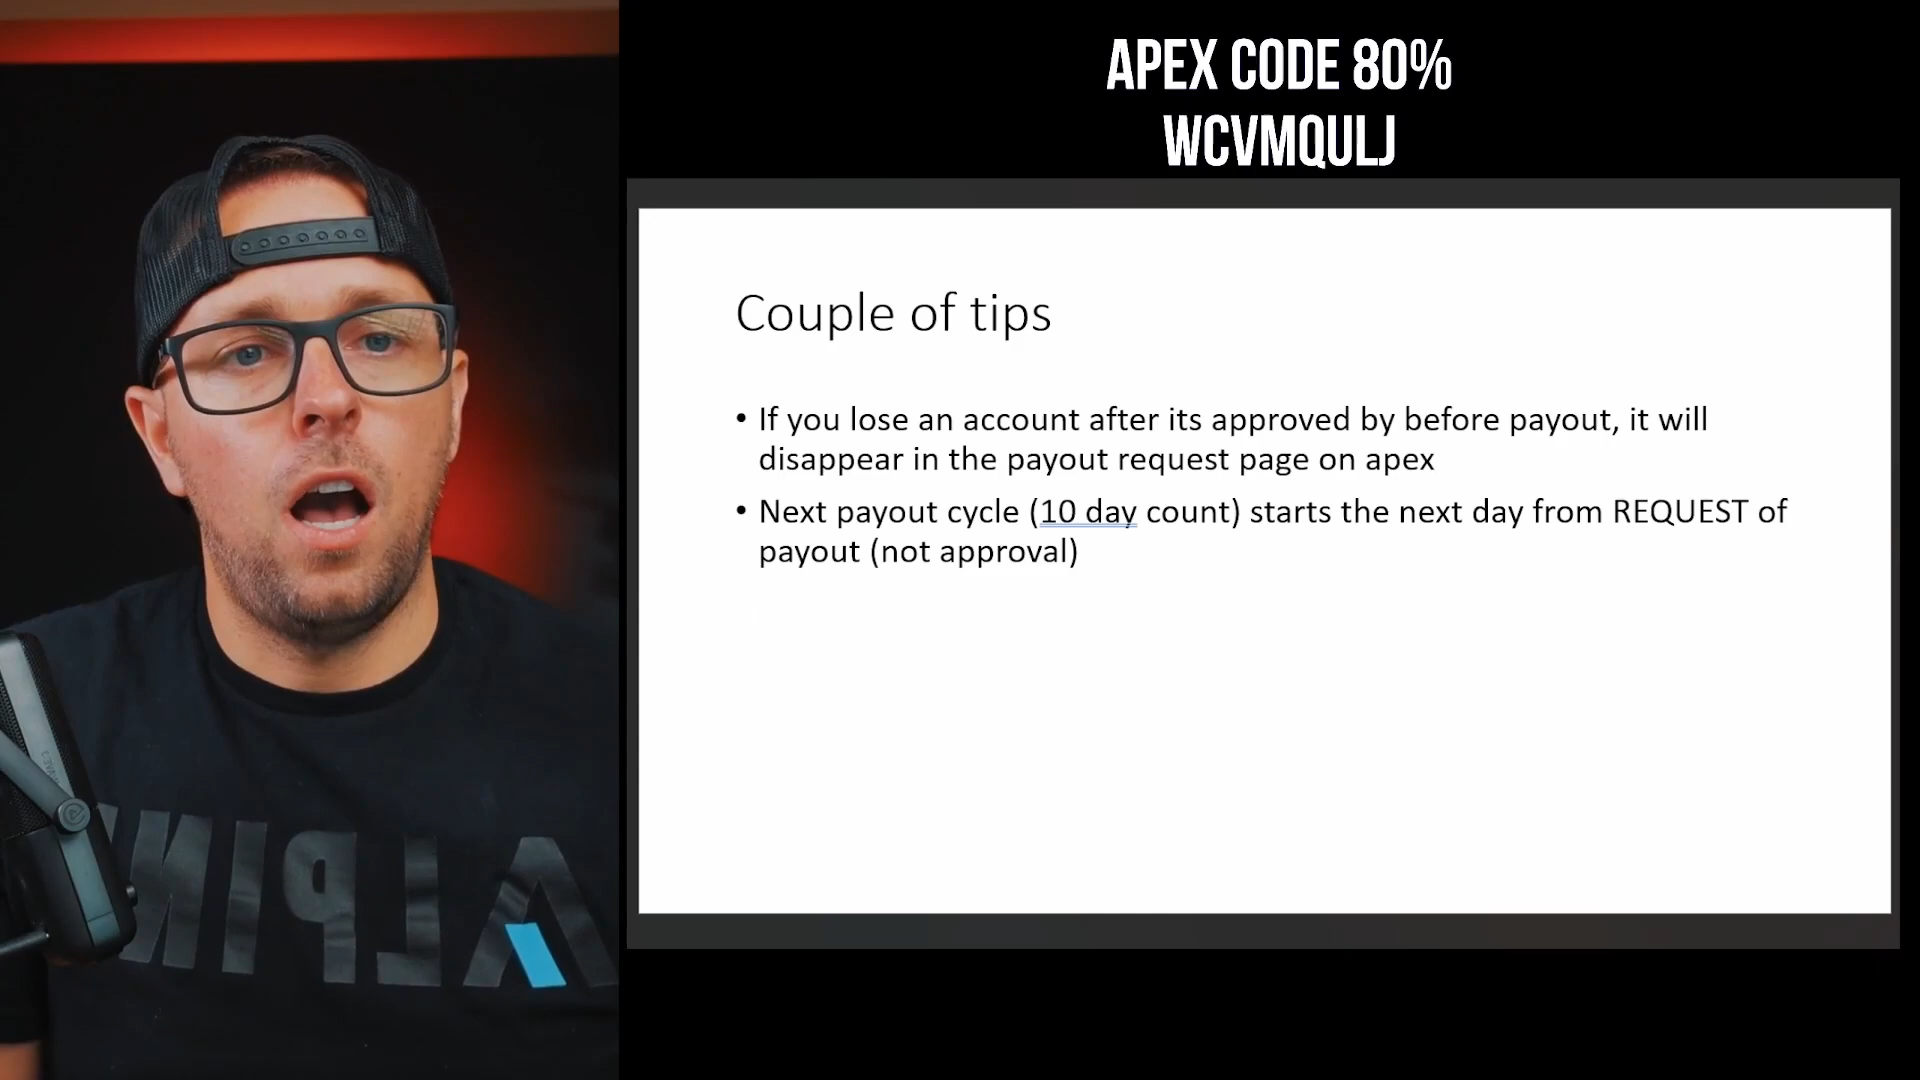 APEX CODE 80%
WCVMQULJ
Couple of tips
• If you lose an account after its approved by before payout, it will
disappear in the payout request page on apex
• Next payout cycle (10 day count) starts the next day from REQUEST of
payout (not approval)
ALPIN